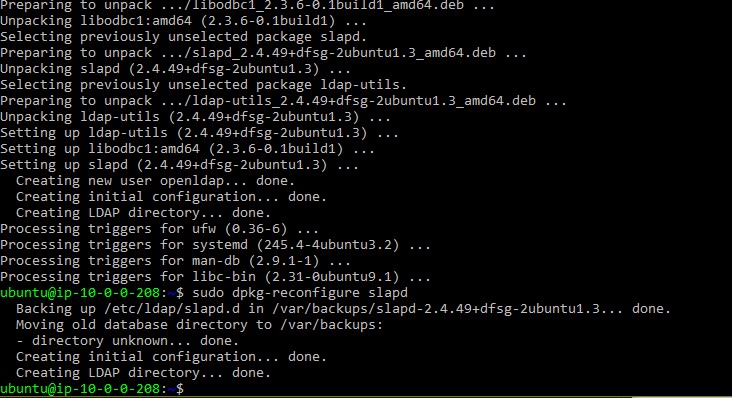 Preparing to unpack .../libodbc1_2.3.6-0.1build1_amd64.deb ...
Unpacking libodbc1:amd64 (2.3.6-0.1build1) ...
Selecting previously unselected package slapd.
Preparing to unpack .../slapd_2.4.49+dfsg-2ubuntu1.3_amd64.deb ...
Unpacking slapd (2.4.49+dfsg-2ubuntu1.3) ...
Selecting previously unselected package ldap-utils.
Preparing to unpack .../ldap-utils_2.4.49+dfsg-2ubuntu1.3_amd64.deb ...
Unpacking ldap-utils (2.4.49+dfsg-2ubuntu1.3) ...
Setting up ldap-utils (2.4.49+dfsg-2ubuntu1.3) ...
Setting up libodbc1:amd64 (2.3.6-0.1build1) ...
Setting up slapd (2.4.49+dfsg-2ubuntu1.3) ...
  Creating new user openldap... done.
  Creating initial configuration... done.
  Creating LDAP directory... done.
Processing triggers for ufw (0.36-6) ...
Processing triggers for systemd (245.4-4ubuntu3.2) ...
Processing triggers for man-db (2.9.1-1) ...
Processing triggers for libc-bin (2.31-0ubuntu9.1) ...
ubuntu@ip-10-0-0-208:~$ sudo dpkg-reconfigure slapd
  Backing up /etc/ldap/slapd.d in /var/backups/slapd-2.4.49+dfsg-2ubuntu1.3... done.
  Moving old database directory to /var/backups:
  - directory unknown... done.
  Creating initial configuration... done.
  Creating LDAP directory... done.
ubuntu@ip-10-0-0-208:~$